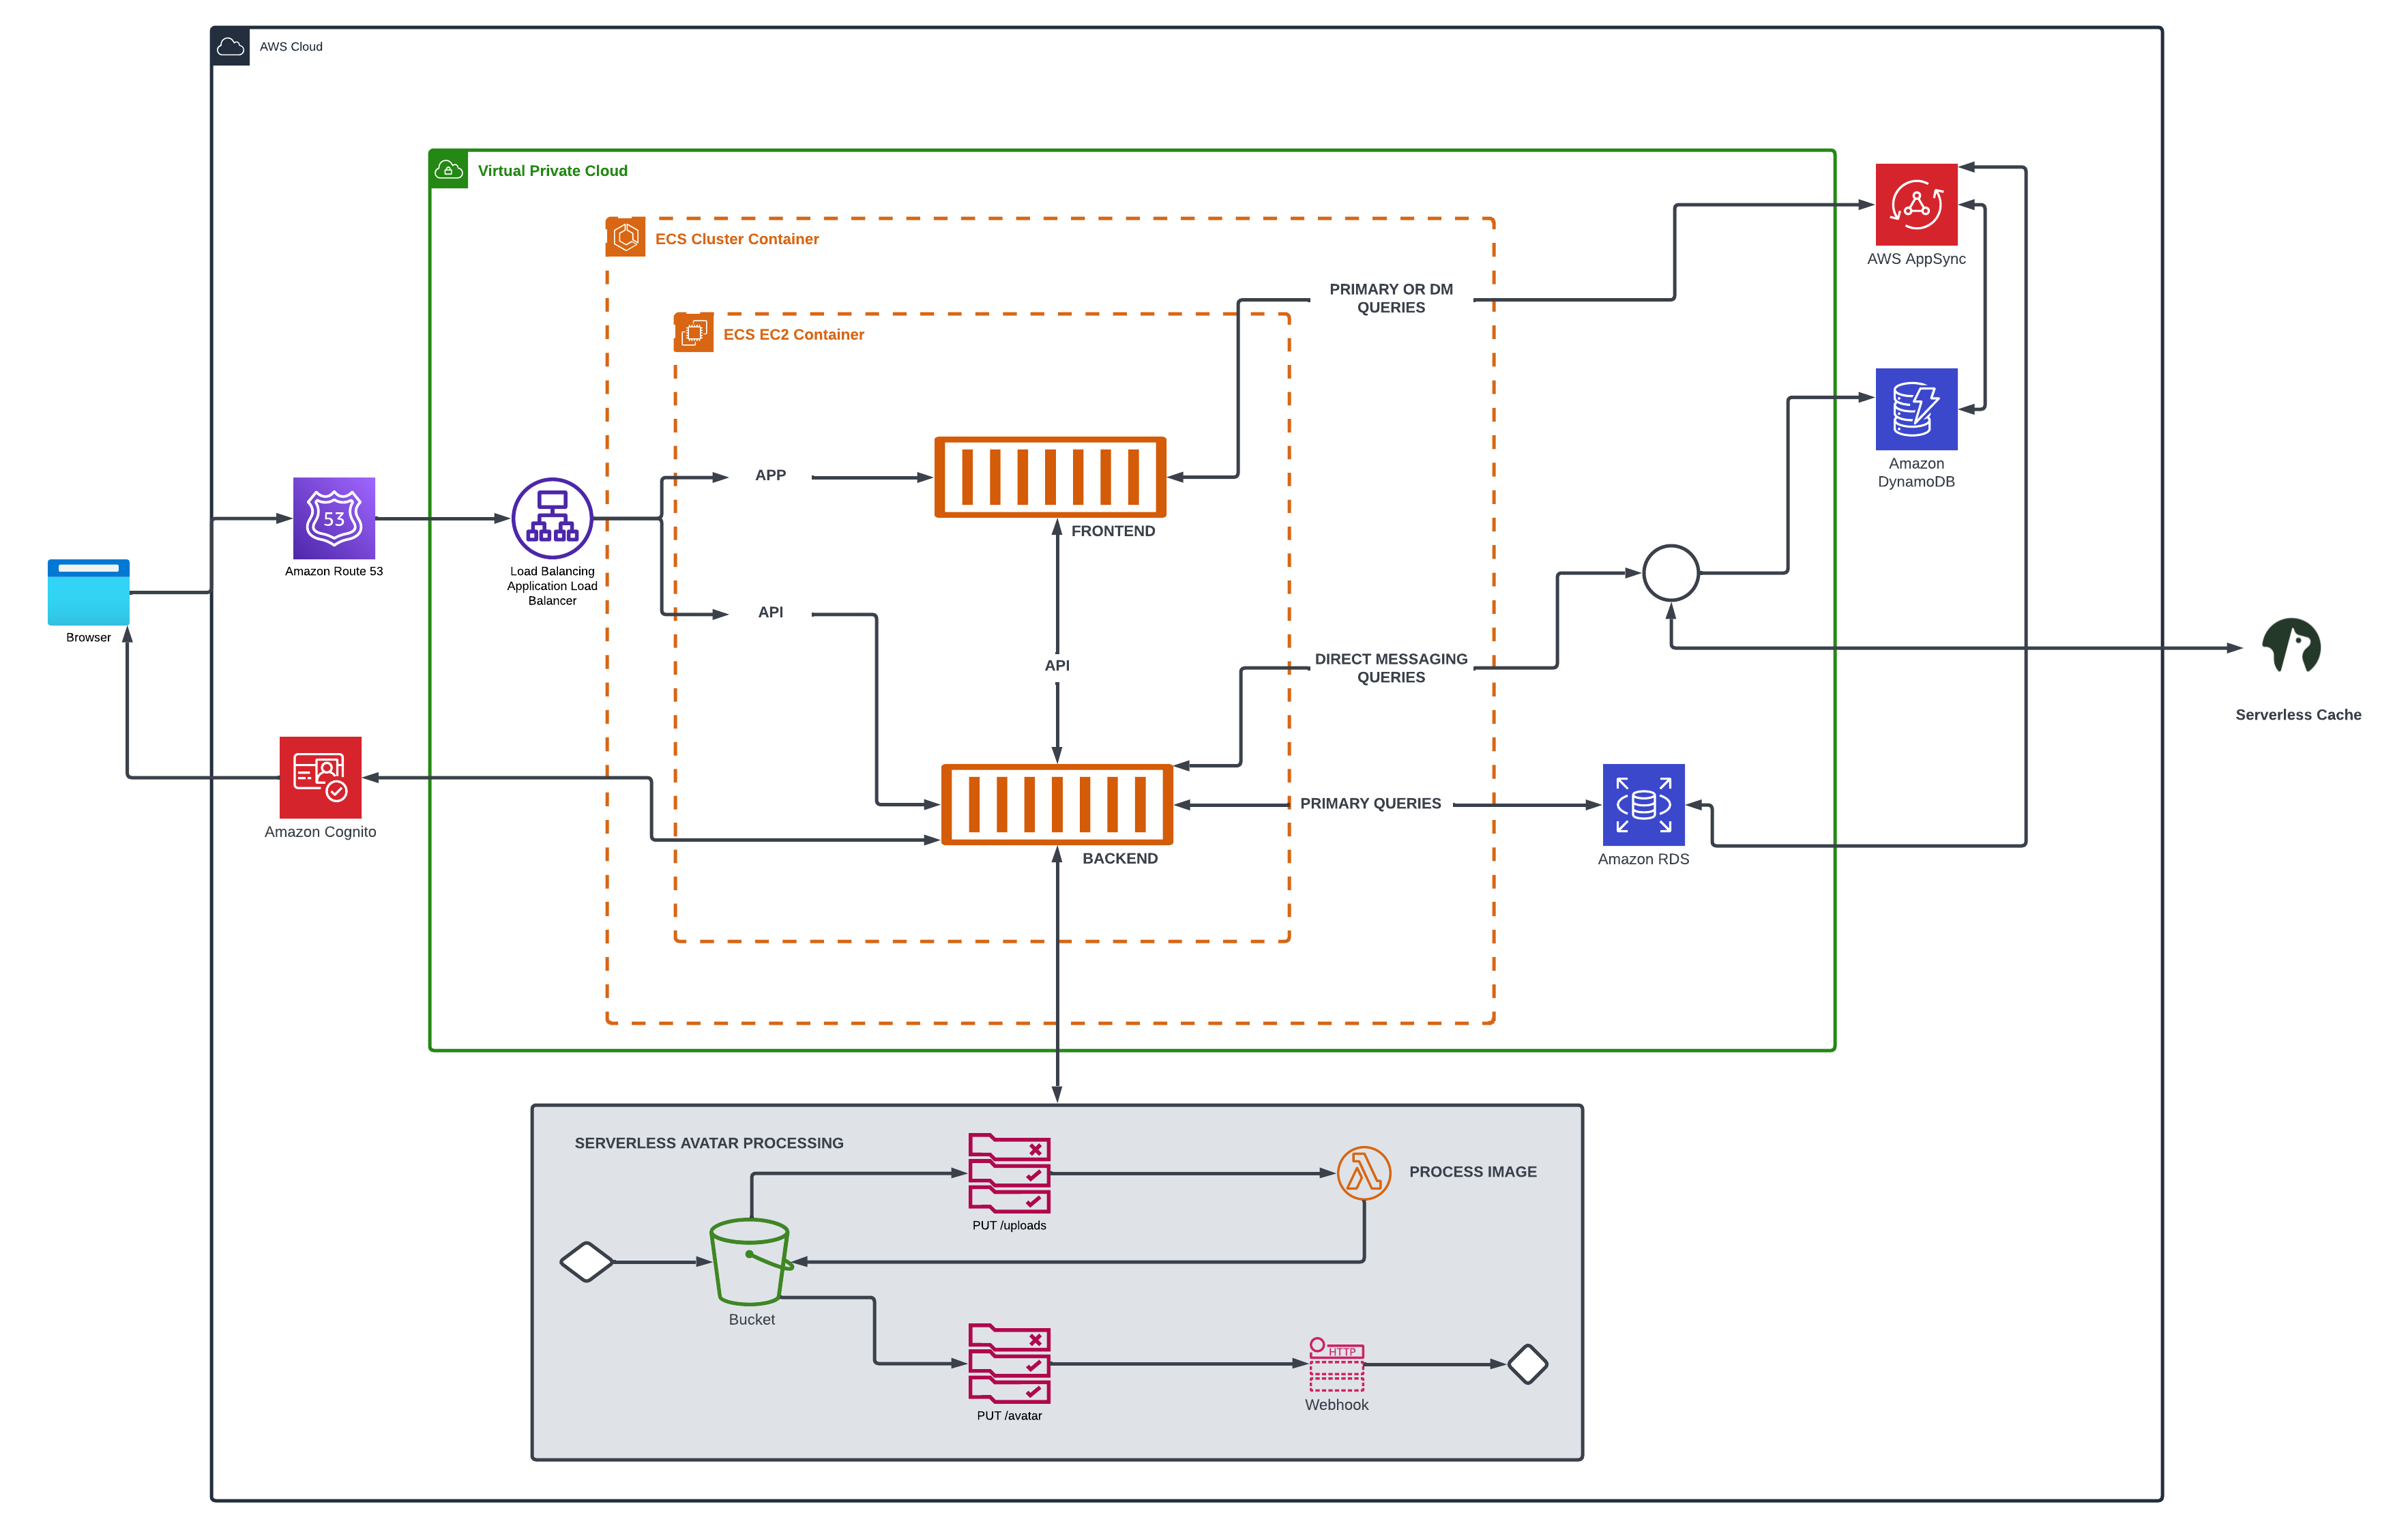 AWS Cloud
Virtual Private Cloud
ECS Cluster Container
AWS AppSync
PRIMARY OR DM
QUERIES
ECS EC2 Container
Amazon
DynamoDB
APP
FRONTEND
53
Amazon Route 53
Load Balancing
Application Load
Balancer
API
Browser
API
DIRECT MESSAGING
QUERIES
Serverless Cache
Amazon Cognito
PRIMARY QUERIES
BACKEND
Amazon RDS
SERVERLESS AVATAR PROCESSING
PROCESS IMAGE
PUT /uploads
Bucket
HTTP
Webhook
PUT /avatar